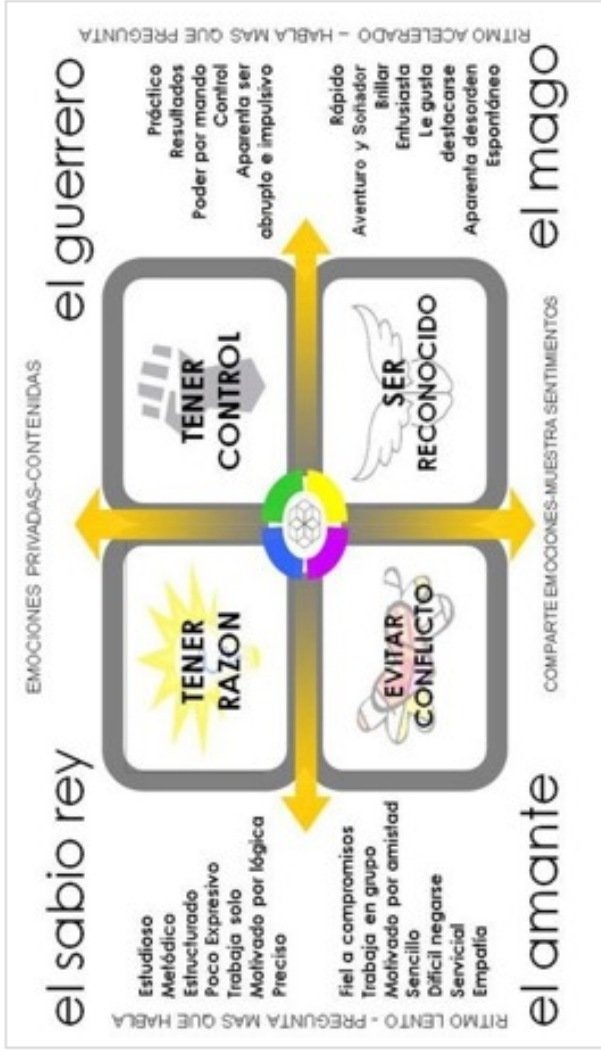 EMOCIONES PRIVADAS-CONTENIDAS
el sabio rey
el guerrero
RITMO LENTO - PREGUNTA MAS QUE HABLA
Estudioso
Metódico
Estructurado
Poco Expresivo
Trabaja solo
Motivado por lógica
Preciso
TENER
RAZON
TENER
CONTROL
Práctico
Resultados
Poder por mando
Control
Aparenta ser
abrupto e impulsivo
RITMO ACELERADO – HABLA MAS QUE PREGUNTA
Fiel a compromisos
Trabaja en grupo
Motivado por amistad
Sencillo
Difícil negarse
Servicial
Empatía
EVITAR
CONFLICTO
SER
RECONOCIDO
Rápido
Aventuro y Soñador
Brillar
Entusiasta
Le gusta
destacarse
Aparenta desorden
Espontáneo
el amante
el mago
COMPARTE EMOCIONES-MUESTRA SENTIMIENTOS